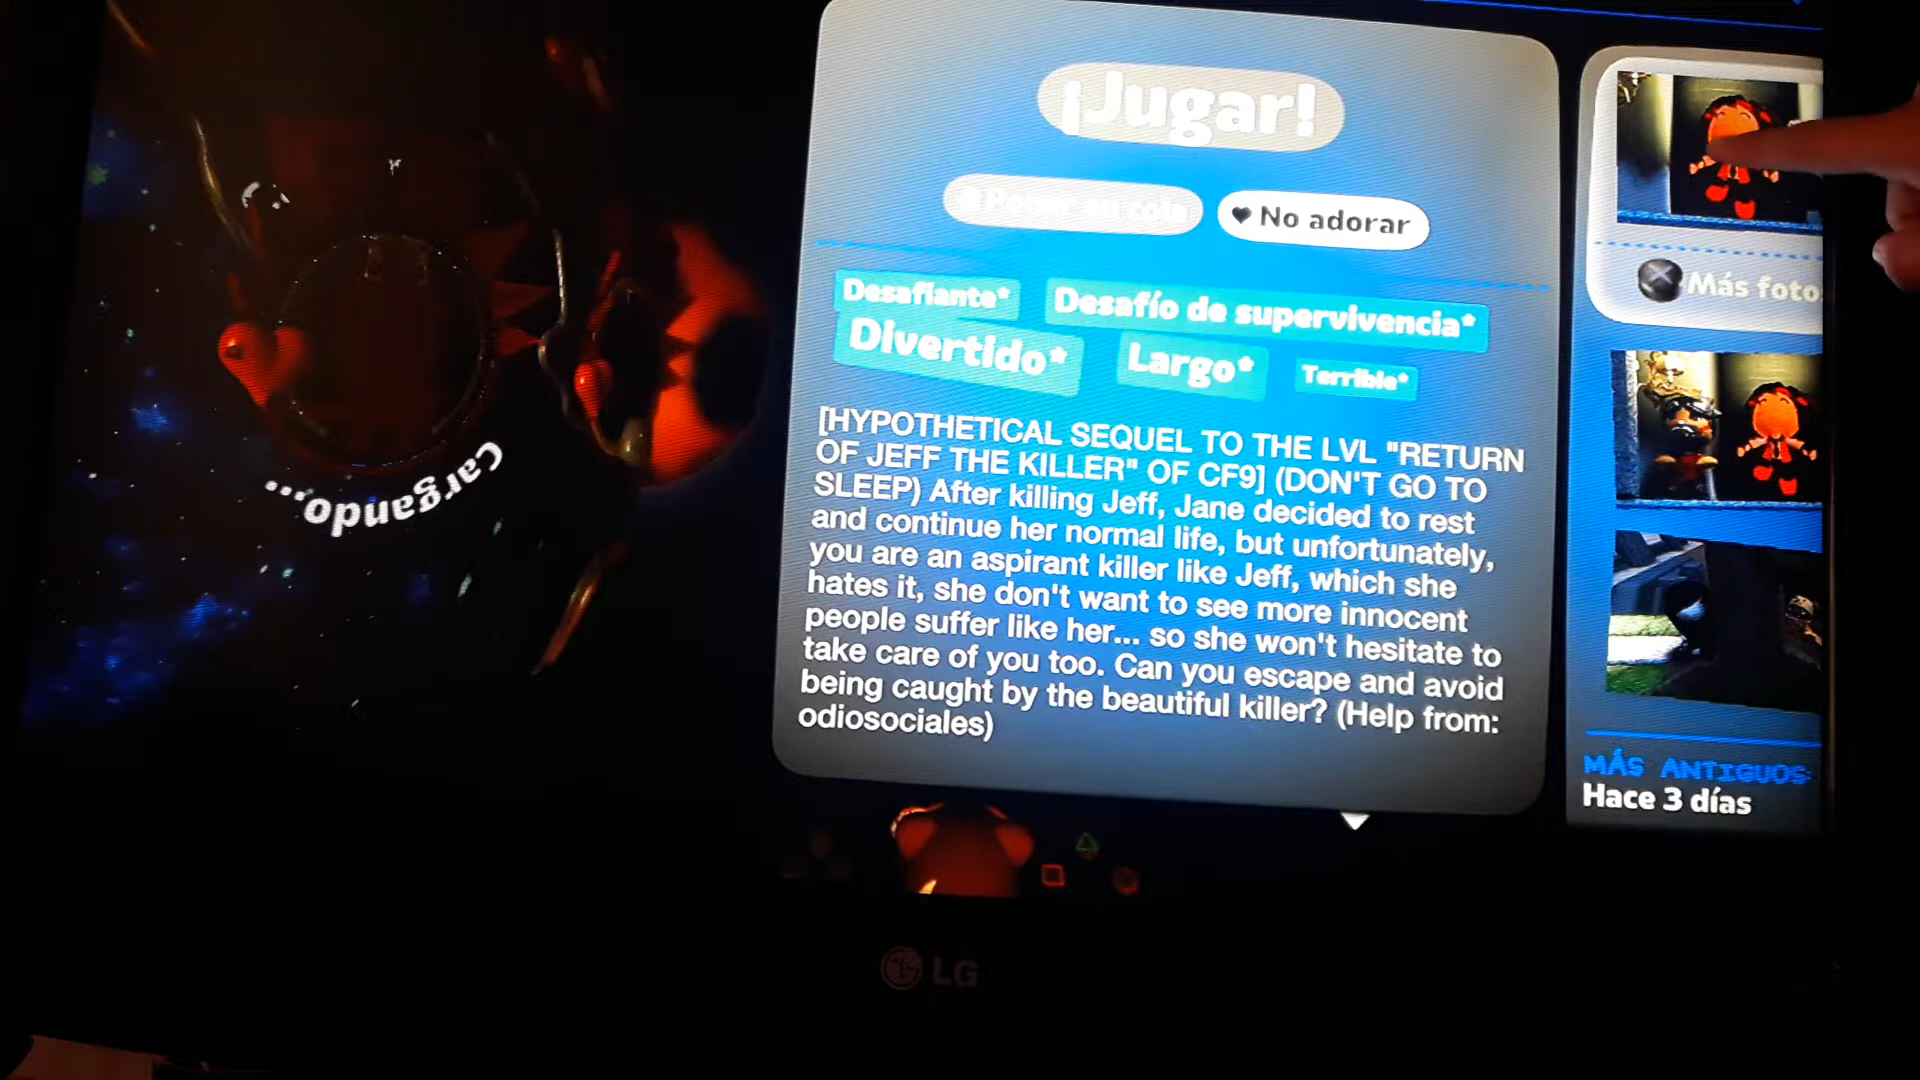 ¡Jugar!
Poner en cola
No adorar
Desafiante*
Desafío de supervivencia*
Divertido*
Largo*
Terrible*
[HYPOTHETICAL SEQUEL TO THE LVL "RETURN
OF JEFF THE KILLER" OF CF9] (DON'T GO TO
SLEEP) After killing Jeff, Jane decided to rest
and continue her normal life, but unfortunately,
you are an aspirant killer like Jeff, which she
hates it, she don't want to see more innocent
people suffer like her... so she won't hesitate to
take care of you too. Can you escape and avoid
being caught by the beautiful killer? (Help from:
odiosociales)
Cargando...
Más foto
MÁS ANTIGUOS
Hace 3 días
LG